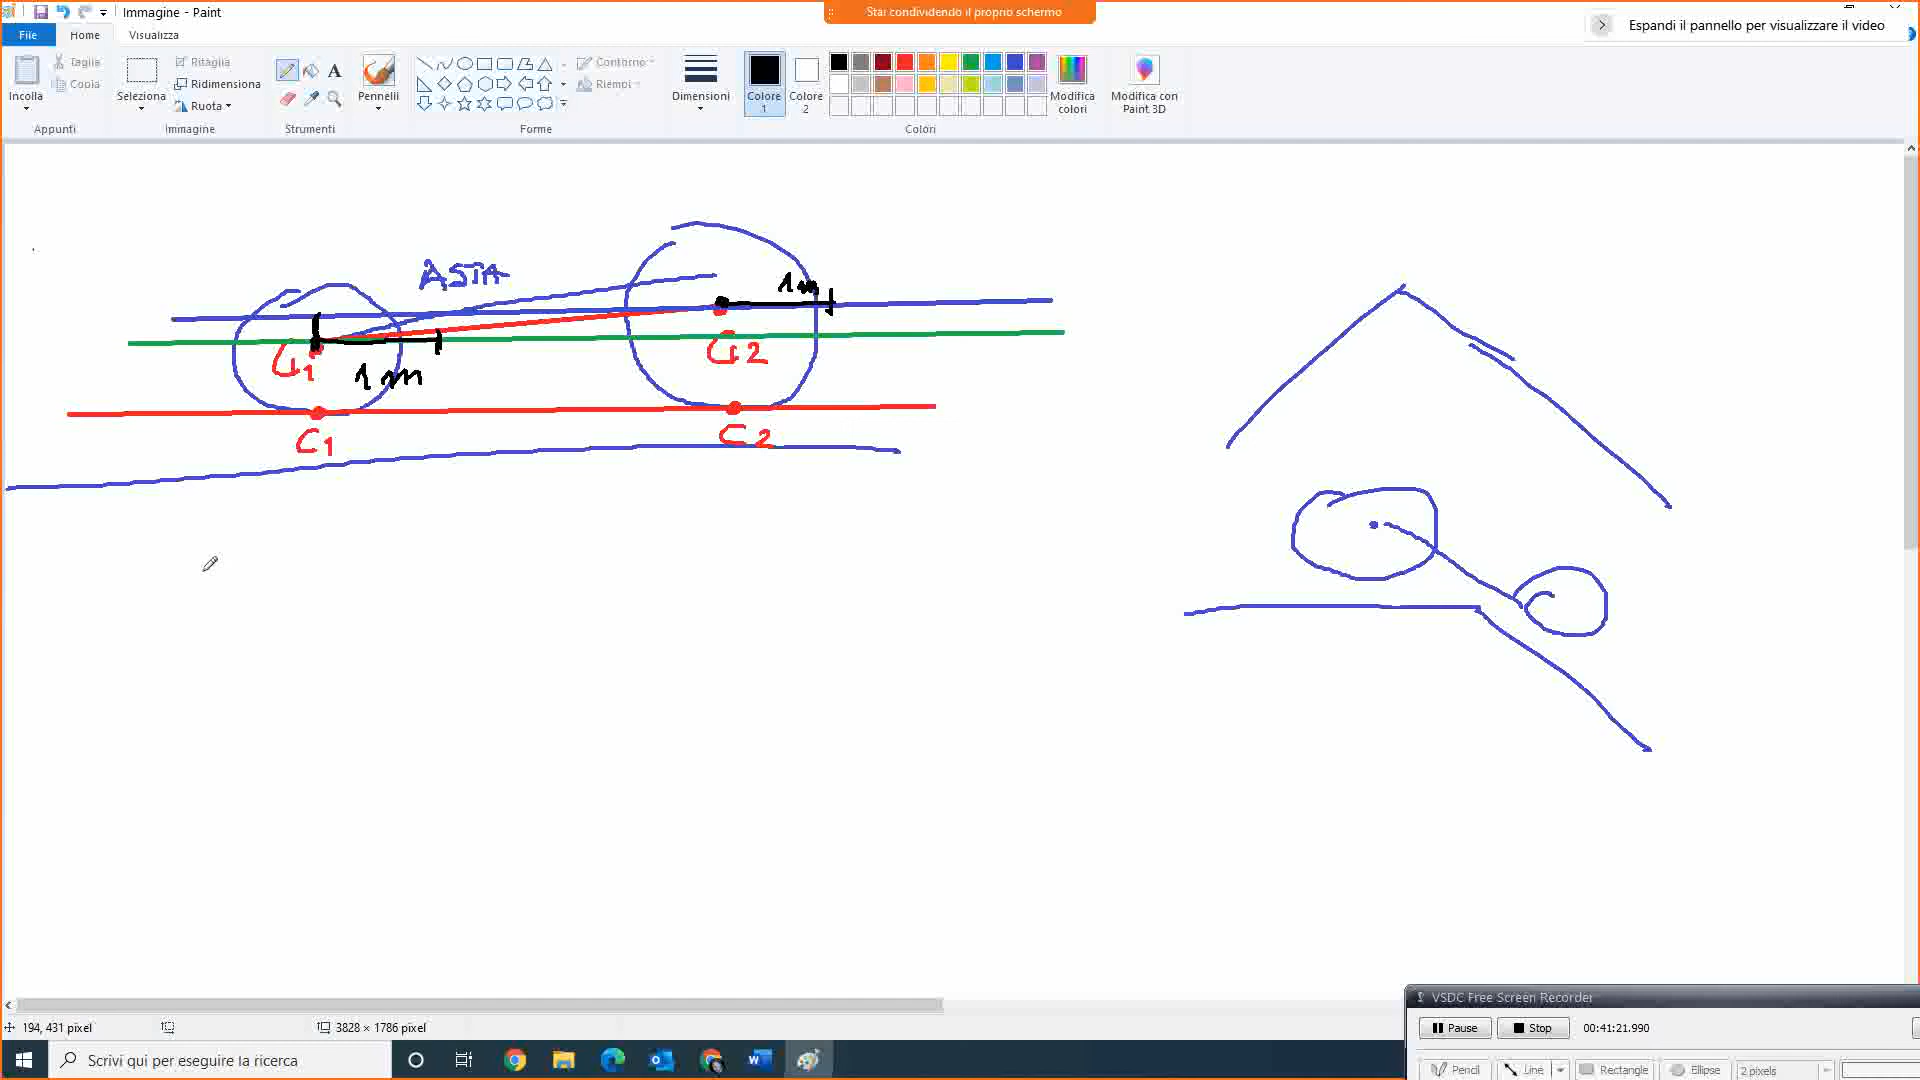 Immagine - Paint
Stai condividendo il proprio schermo
Espandi il pannello per visualizzare il video
File
Home
Visualizza
Incolla
Taglia
Copia
Appunti
Seleziona
Ritaglia
Ridimensiona
Ruota
Immagine
Strumenti
Pennelli
Contorno
Riempi
Forme
Dimensioni
Colore 1
Colore 2
Modifica colori
Modifica con Paint 3D
Colori
ASTA
1m
G1
G2
1m
C1
C2
194, 431 pixel
3828 × 1786 pixel
VSDC Free Screen Recorder
Pause
Stop
00:41:21.990
Pencil
Line
Rectangle
Ellipse
2 pixels
Scrivi qui per eseguire la ricerca